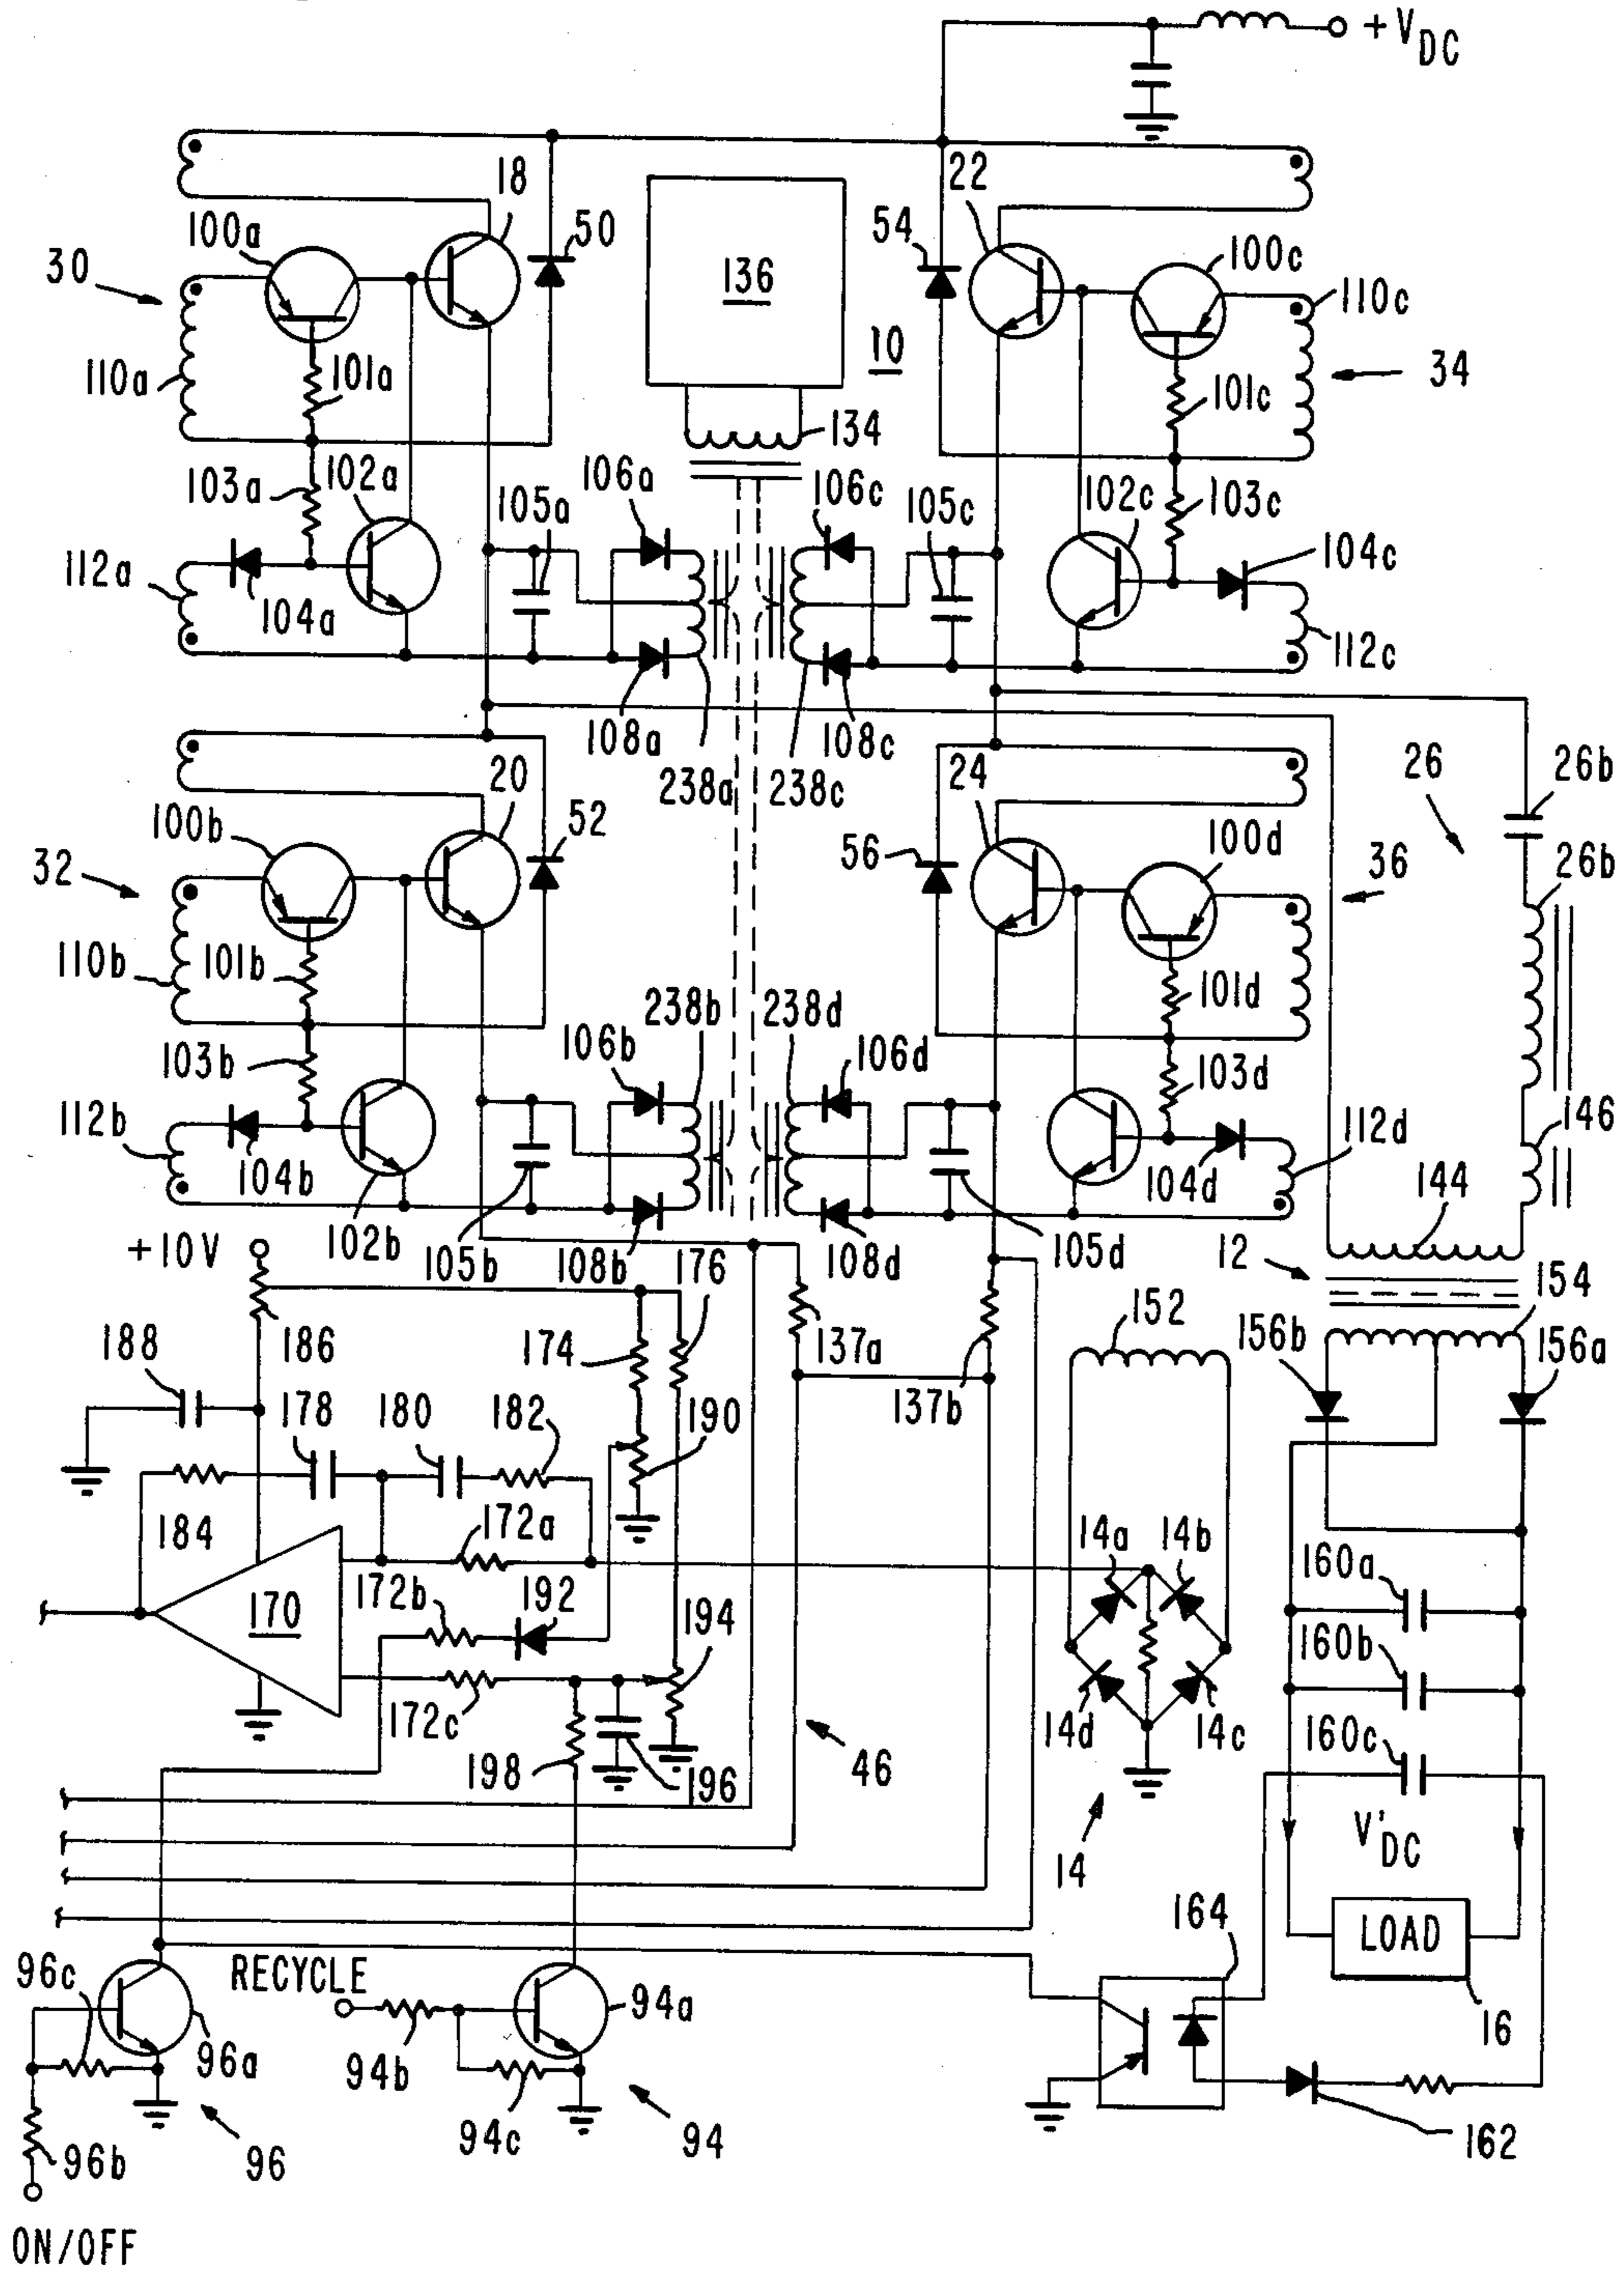 +VDC
18
22
100a
50
54
100c
30
136
110c
10
110a
101a
101c
34
134
103a
102a
106a
106c
105c
102c
103c
105a
104c
112a
104a
112c
108a
108c
20
238a
238c
24
26
26b
100b
52
56
100d
36
32
26b
110b
101b
101d
238b
238d
106b
106d
103b
103d
112b
146
112d
104b
104d
144
102b
12
+10V
105b
108b
176
108d
105d
154
152
186
174
137a
156b
156a
188
178
180
182
190
137b
184
172a
14a
14b
160a
170
172b
192
194
160b
172c
14d
14c
160c
198
196
46
V'DC
14
164
LOAD
96c
RECYCLE
94a
16
96a
94b
96b
96
94c
94
162
ON/OFF